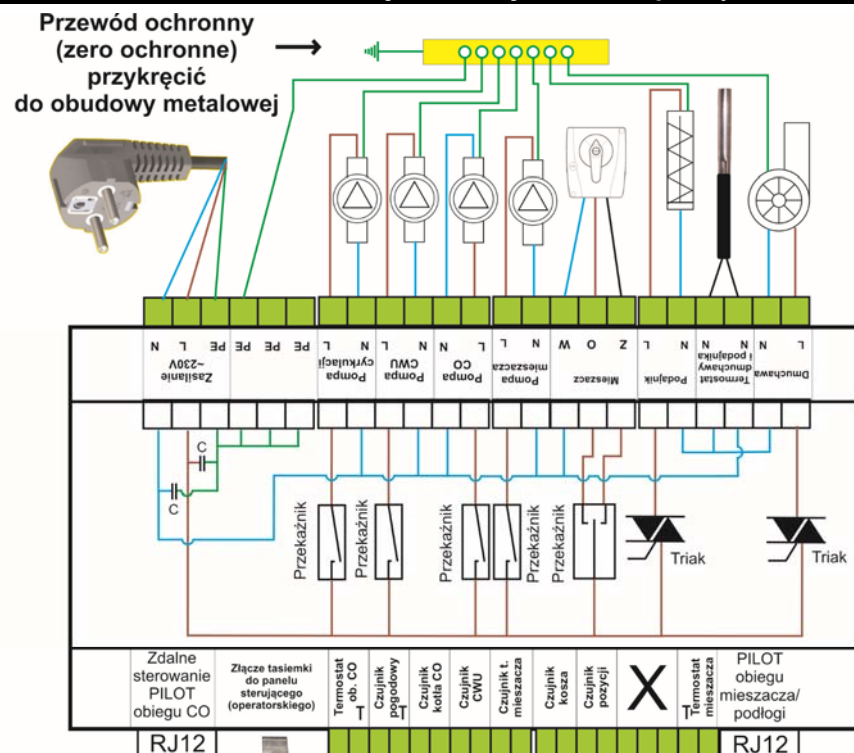 Przewód ochronny
(zero ochronne)
przykręcić
do obudowy metalowej
N L PE PE PE PE
Zasilanie
~230V
L N
Pompa
cyrkulacji
L N
Pompa
CWU
N L
Pompa
CO
L N
Pompa
mieszacza
W O Z
Mieszacz
L N
Podajnik
N N
Termostat
dmuchawy
i podajnika
N L
Dmuchawa
C
C
Przekaźnik
Przekaźnik
Przekaźnik
Przekaźnik
Przekaźnik
Triak
Triak
Zdalne
sterowanie
PILOT
obiegu CO
Złącze tasiemki
do panelu
sterującego
(operatorskiego)
Termostat
ob. CO
T
Czujnik
pogodowy
T
Czujnik
kotła CO
Czujnik
CWU
Czujnik t.
mieszacza
Czujnik
kosza
Czujnik
pozycji
X
Termostat
mieszacza
T
PILOT
obiegu
mieszacza/
podłogi
RJ12
RJ12